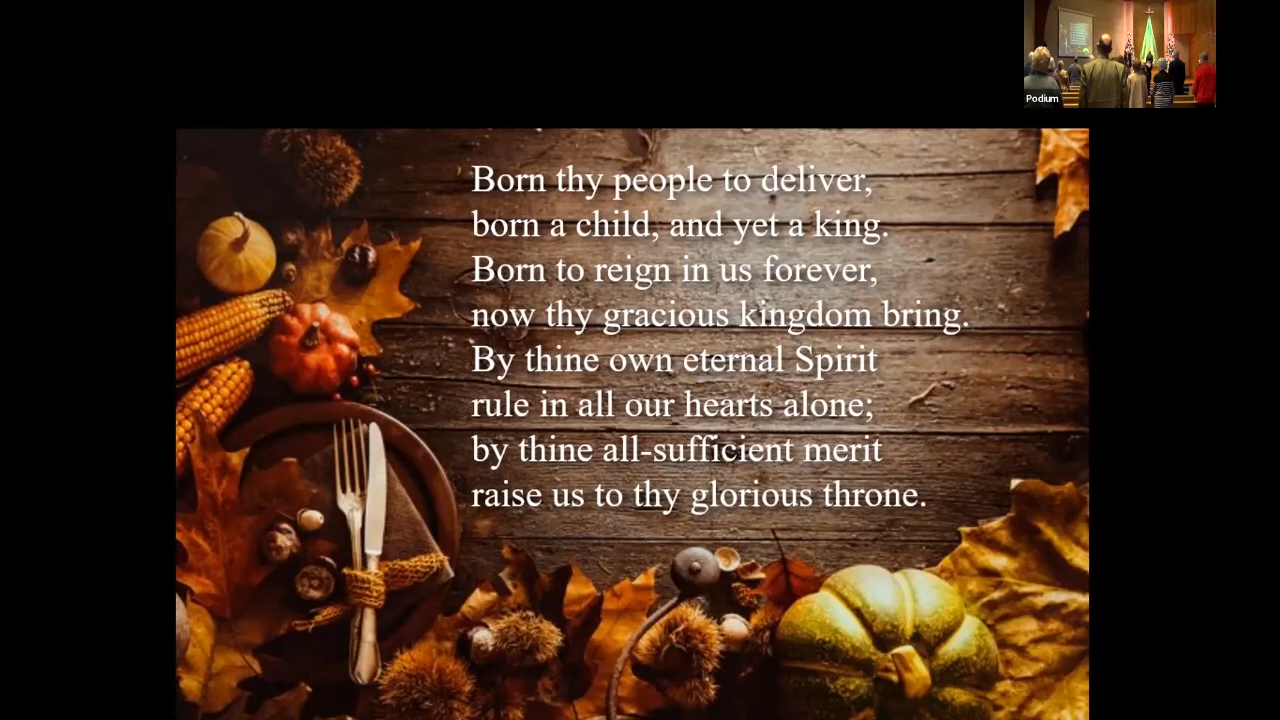 Podium
Born thy people to deliver,
born a child, and yet a king.
Born to reign in us forever,
now thy gracious kingdom bring.
By thine own eternal Spirit
rule in all our hearts alone;
by thine all-sufficient merit
raise us to thy glorious throne.